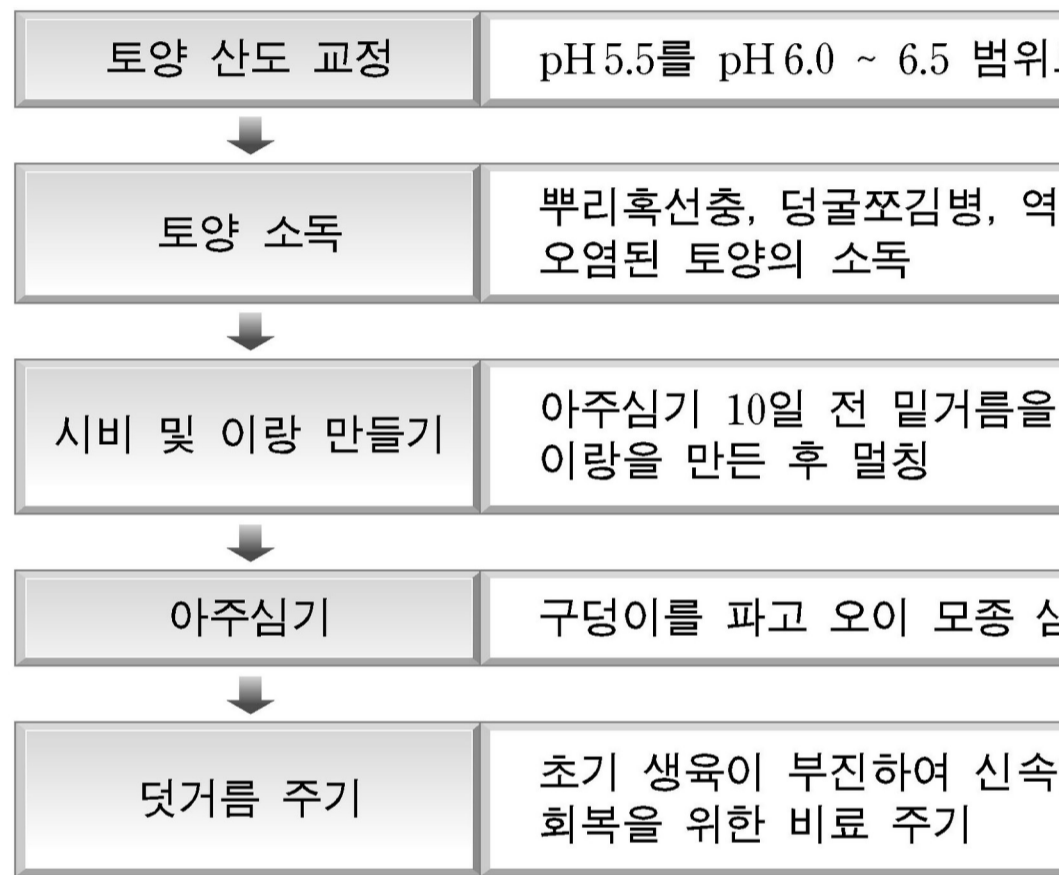 토양 산도 교정
pH 5.5를 pH 6.0 ~ 6.5 범위
토양 소독
뿌리혹선충, 덩굴쪼김병, 역
오염된 토양의 소독
시비 및 이랑 만들기
아주심기 10일 전 밑거름을
이랑을 만든 후 멀칭
아주심기
구덩이를 파고 오이 모종
덧거름 주기
초기 생육이 부진하여 신속
회복을 위한 비료 주기